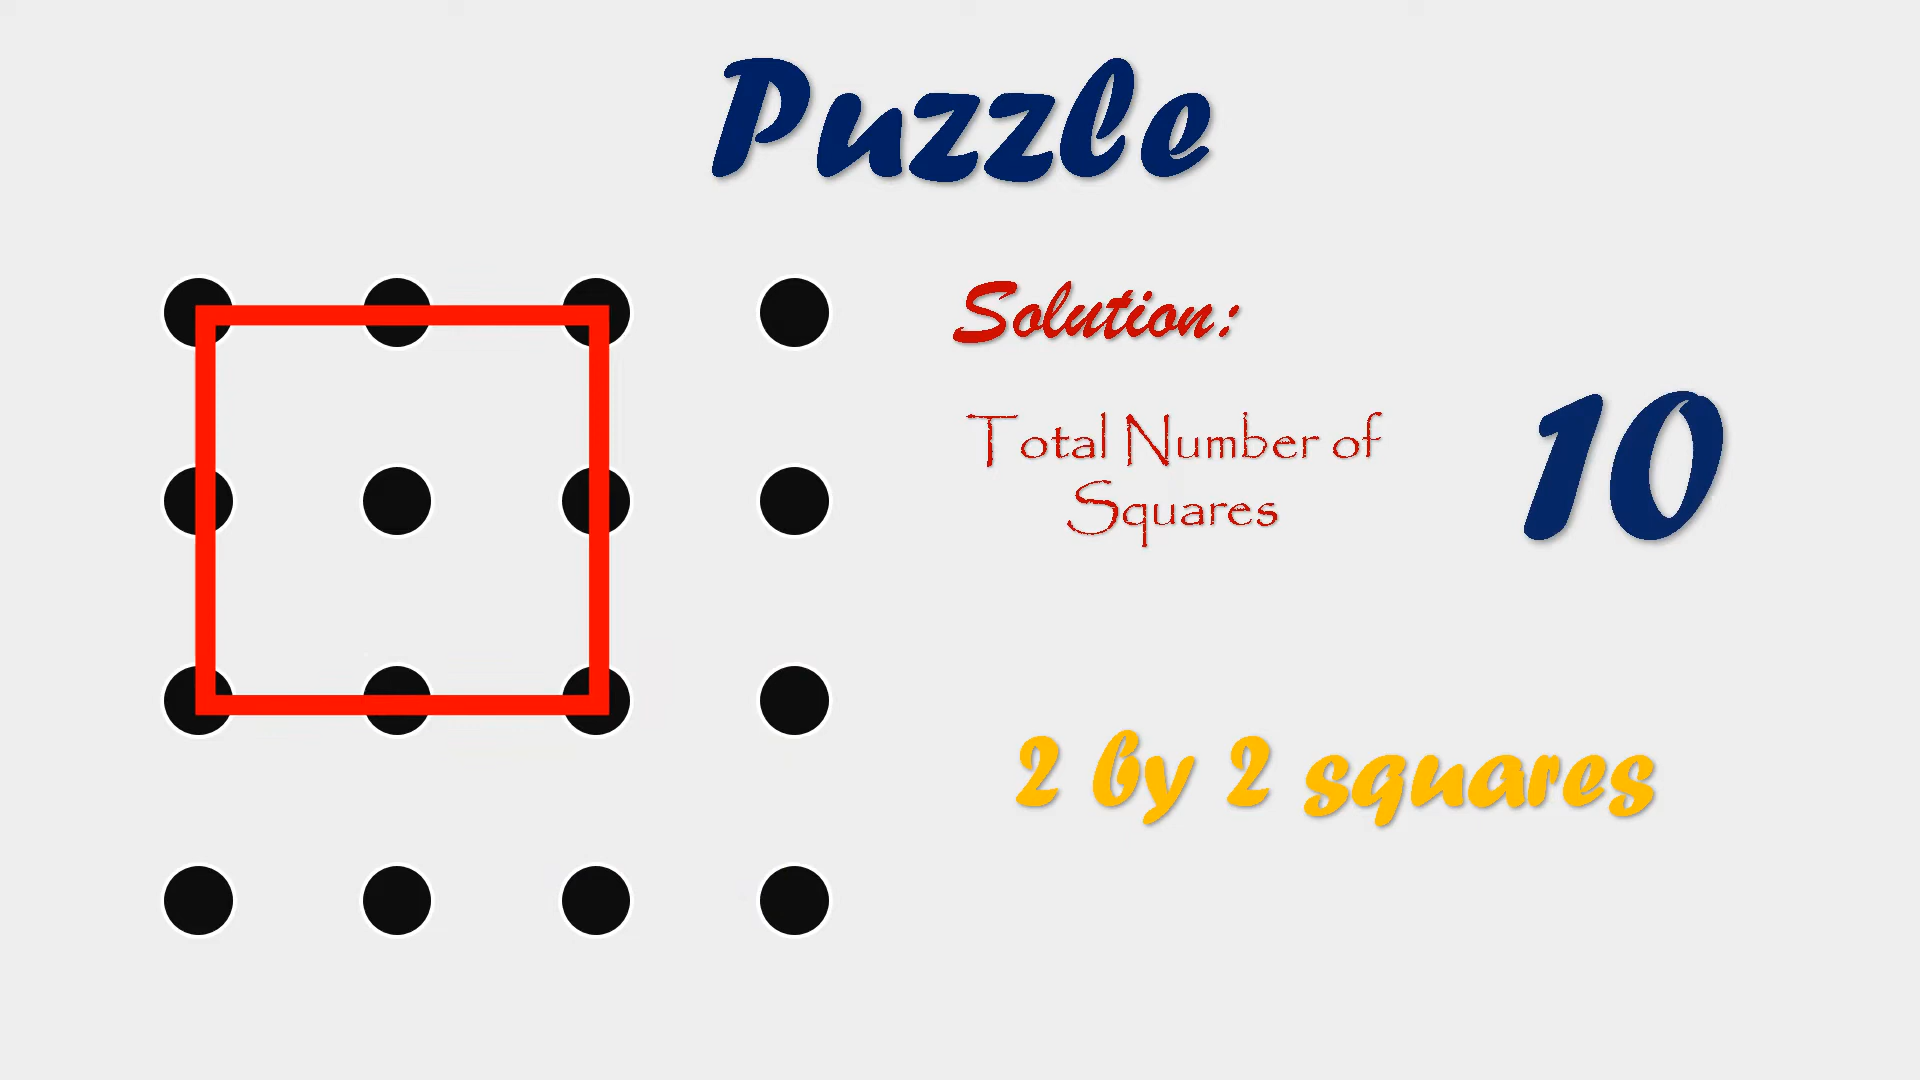 Puzzle
Solution:
Total Number of
Squares
10
2 by 2 squares